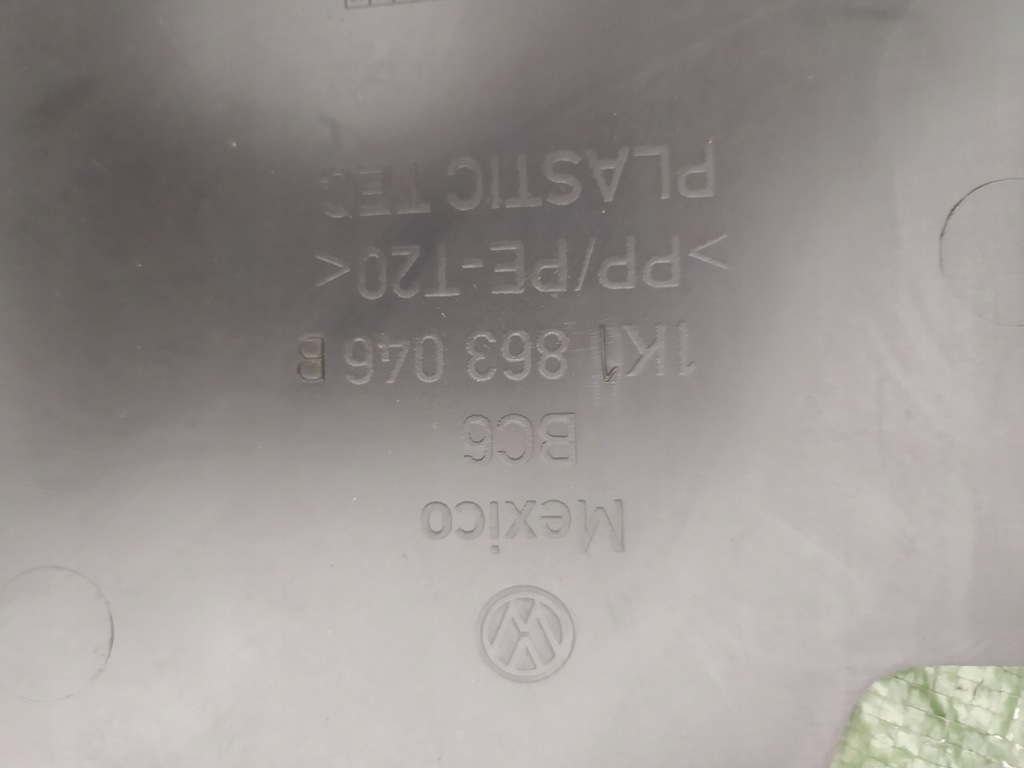 Mexico
BC6
1K1 863 046 B
>PP/PE-T20<
PLASTIC TEC